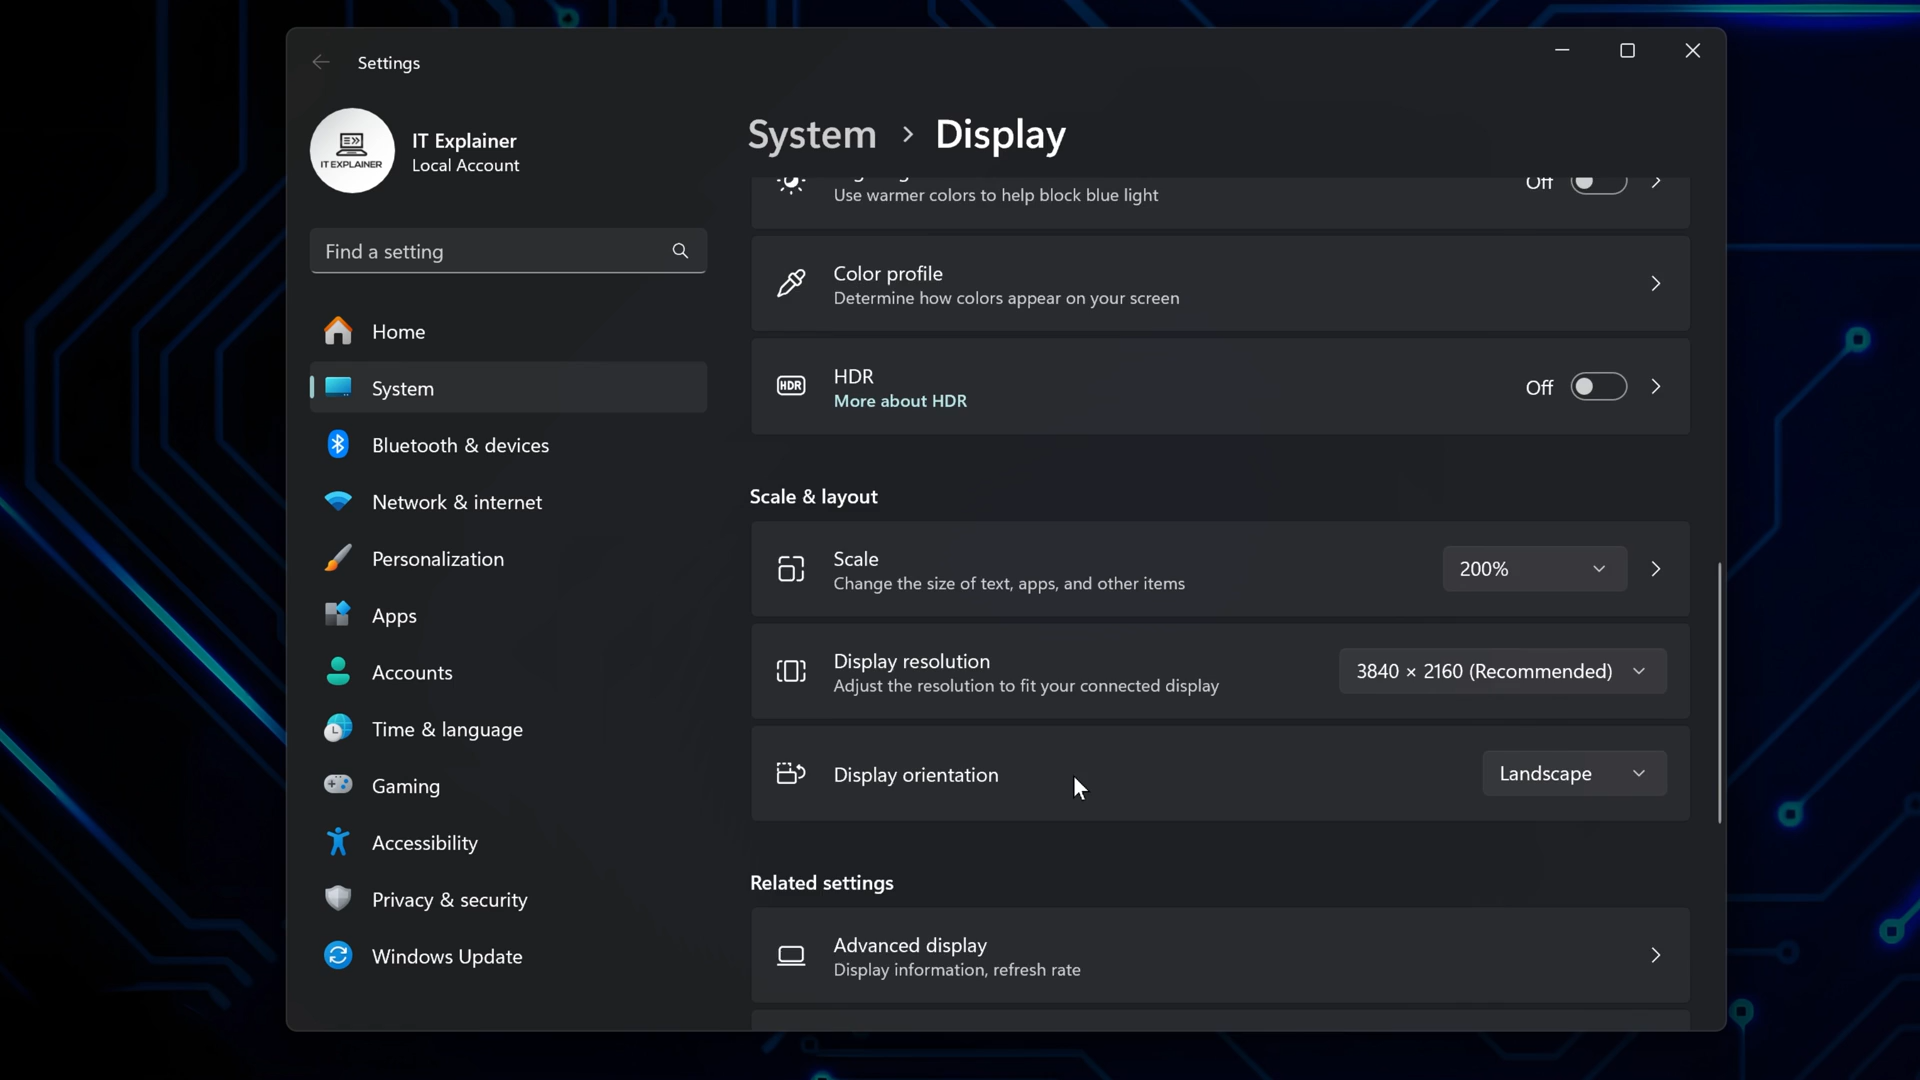 Settings
IT EXPLAINER
IT Explainer
Local Account
Find a setting
Home
System
Bluetooth & devices
Network & internet
Personalization
Apps
Accounts
Time & language
Gaming
Accessibility
Privacy & security
Windows Update
System > Display
Use warmer colors to help block blue light
Off
Color profile
Determine how colors appear on your screen
HDR
HDR
More about HDR
Off
Scale & layout
Scale
Change the size of text, apps, and other items
200%
Display resolution
Adjust the resolution to fit your connected display
3840 × 2160 (Recommended)
Display orientation
Landscape
Related settings
Advanced display
Display information, refresh rate